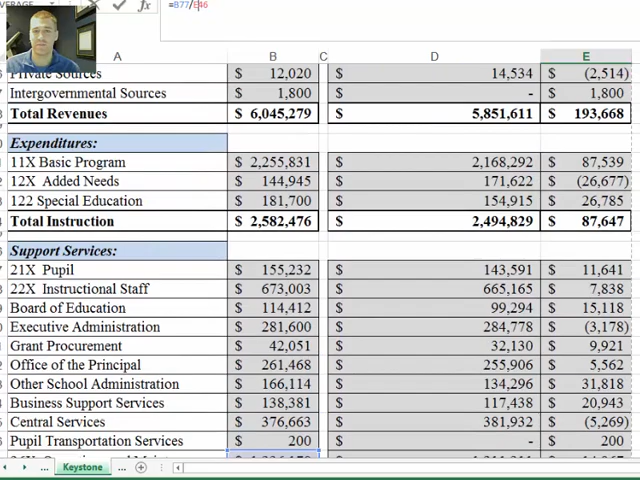 VERAGE
=B77/E46
A B C D E
Private Sources $ 12,020 $ 14,534 $ (2,514)
Intergovernmental Sources $ 1,800 $ - $ 1,800
Total Revenues $ 6,045,279 $ 5,851,611 $ 193,668
Expenditures:
11X Basic Program $ 2,255,831 $ 2,168,292 $ 87,539
12X Added Needs $ 144,945 $ 171,622 $ (26,677)
122 Special Education $ 181,700 $ 154,915 $ 26,785
Total Instruction $ 2,582,476 $ 2,494,829 $ 87,647
Support Services:
21X Pupil $ 155,232 $ 143,591 $ 11,641
22X Instructional Staff $ 673,003 $ 665,165 $ 7,838
Board of Education $ 114,412 $ 99,294 $ 15,118
Executive Administration $ 281,600 $ 284,778 $ (3,178)
Grant Procurement $ 42,051 $ 32,130 $ 9,921
Office of the Principal $ 261,468 $ 255,906 $ 5,562
Other School Administration $ 166,114 $ 134,296 $ 31,818
Business Support Services $ 138,381 $ 117,438 $ 20,943
Central Services $ 376,663 $ 381,932 $ (5,269)
Pupil Transportation Services $ 200 $ - $ 200
... Keystone ...